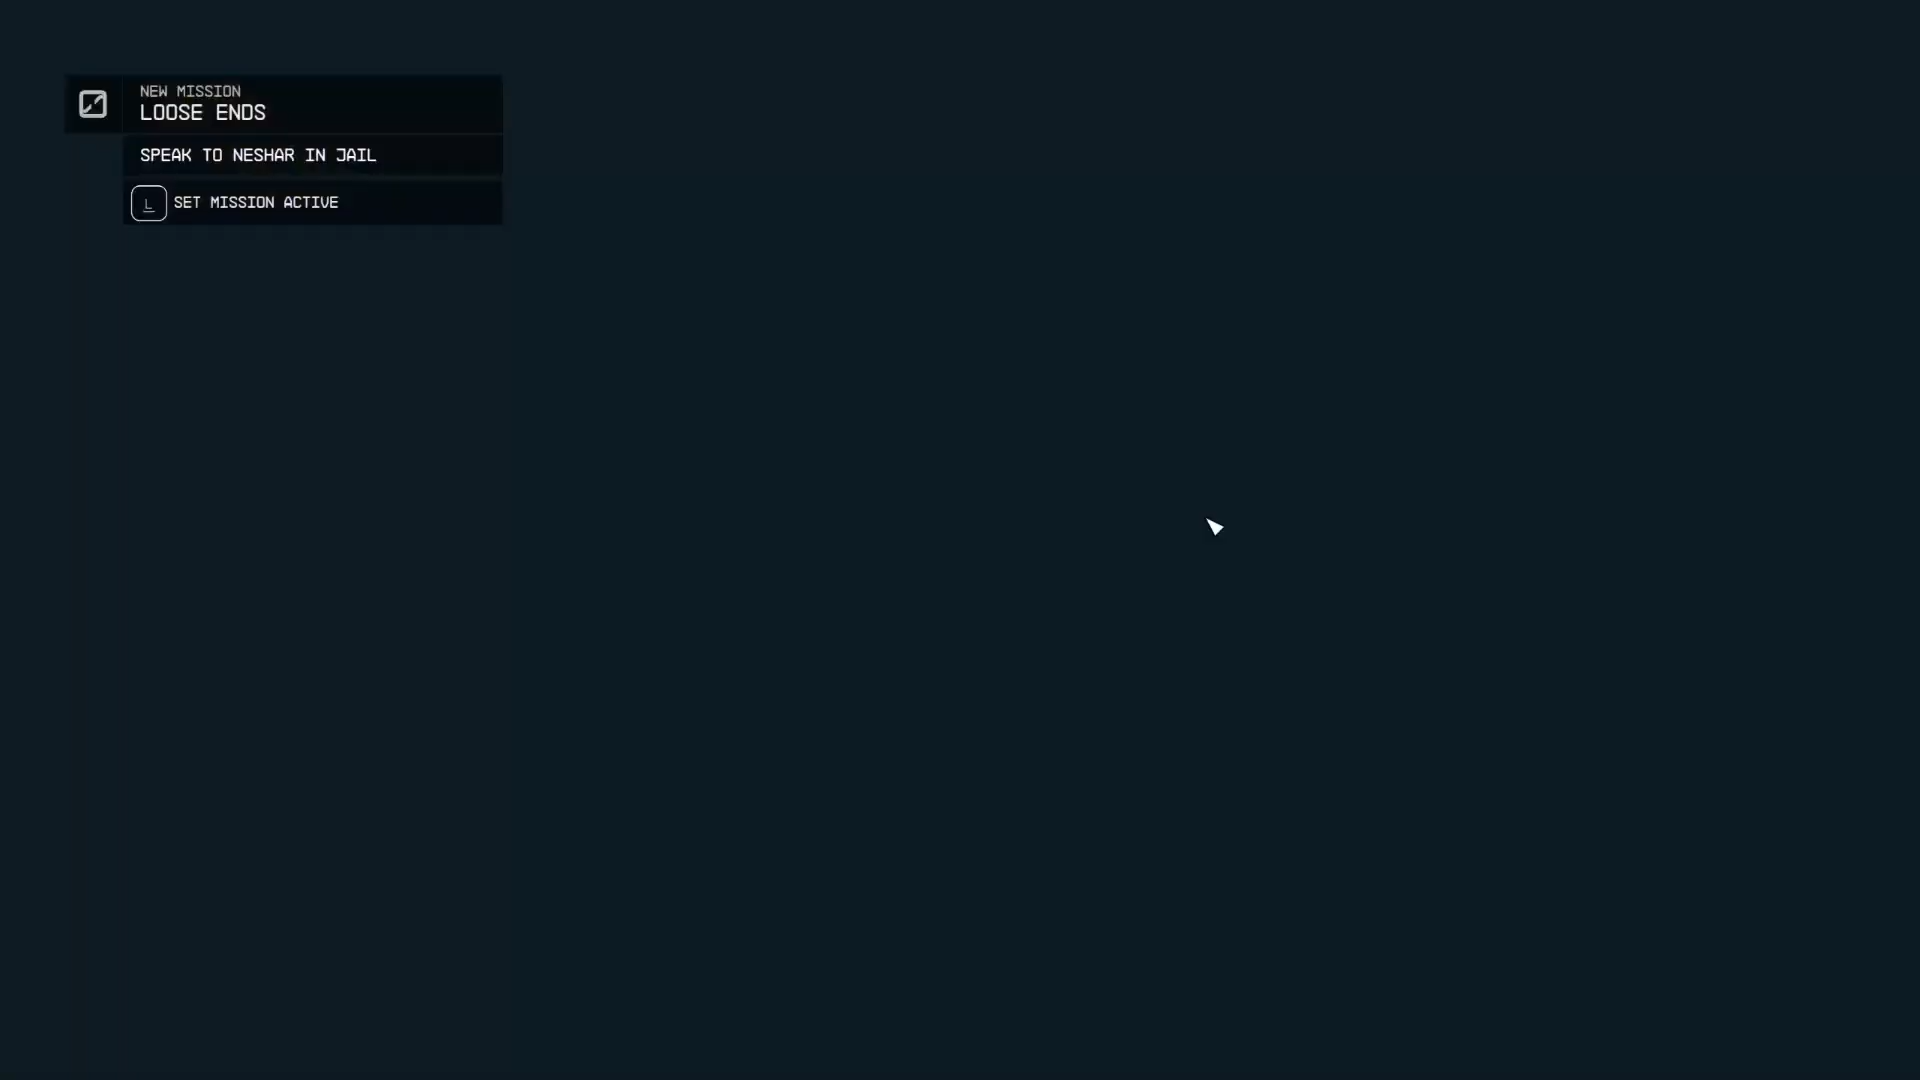 NEW MISSION
LOOSE ENDS
SPEAK TO NESHAR IN JAIL
L SET MISSION ACTIVE